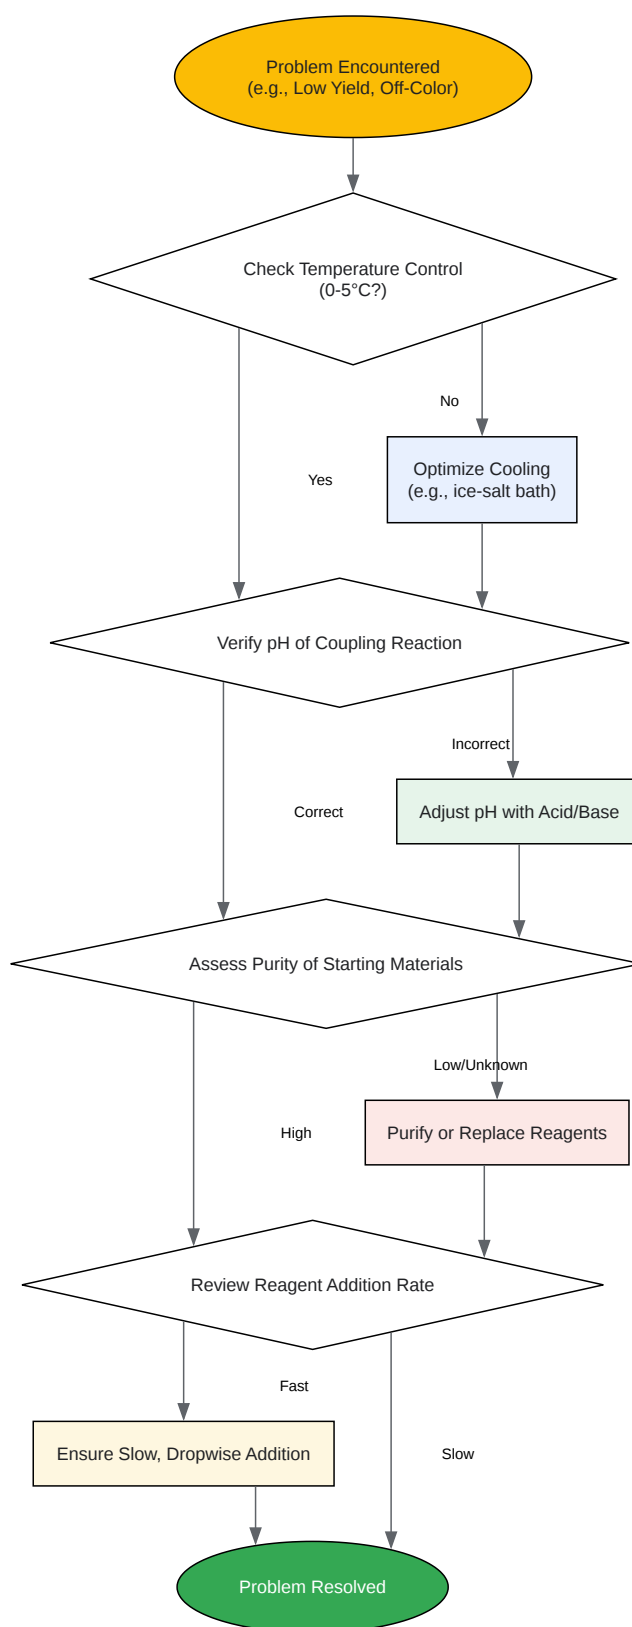 Problem Encountered
(e.g., Low Yield, Off-Color)
Check Temperature Control
(0-5°C?)
No
Optimize Cooling
(e.g., ice-salt bath)
Yes
Verify pH of Coupling Reaction
Incorrect
Adjust pH with Acid/Base
Correct
Assess Purity of Starting Materials
Low/Unknown
Purify or Replace Reagents
High
Review Reagent Addition Rate
Fast
Ensure Slow, Dropwise Addition
Slow
Problem Resolved